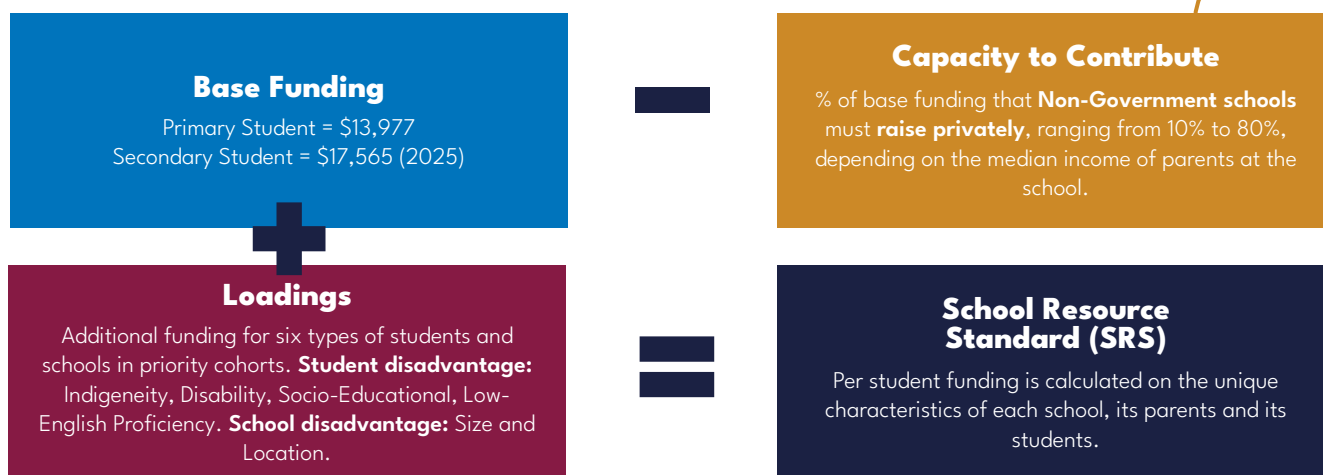 Base Funding
Primary Student = $13,977
Secondary Student = $17,565 (2025)
Capacity to Contribute
% of base funding that Non-Government schools
must raise privately, ranging from 10% to 80%,
depending on the median income of parents at the
school.
Loadings
Additional funding for six types of students and
schools in priority cohorts. Student disadvantage:
Indigeneity, Disability, Socio-Educational, Low-
English Proficiency. School disadvantage: Size and
Location.
School Resource
Standard (SRS)
Per student funding is calculated on the unique
characteristics of each school, its parents and its
students.